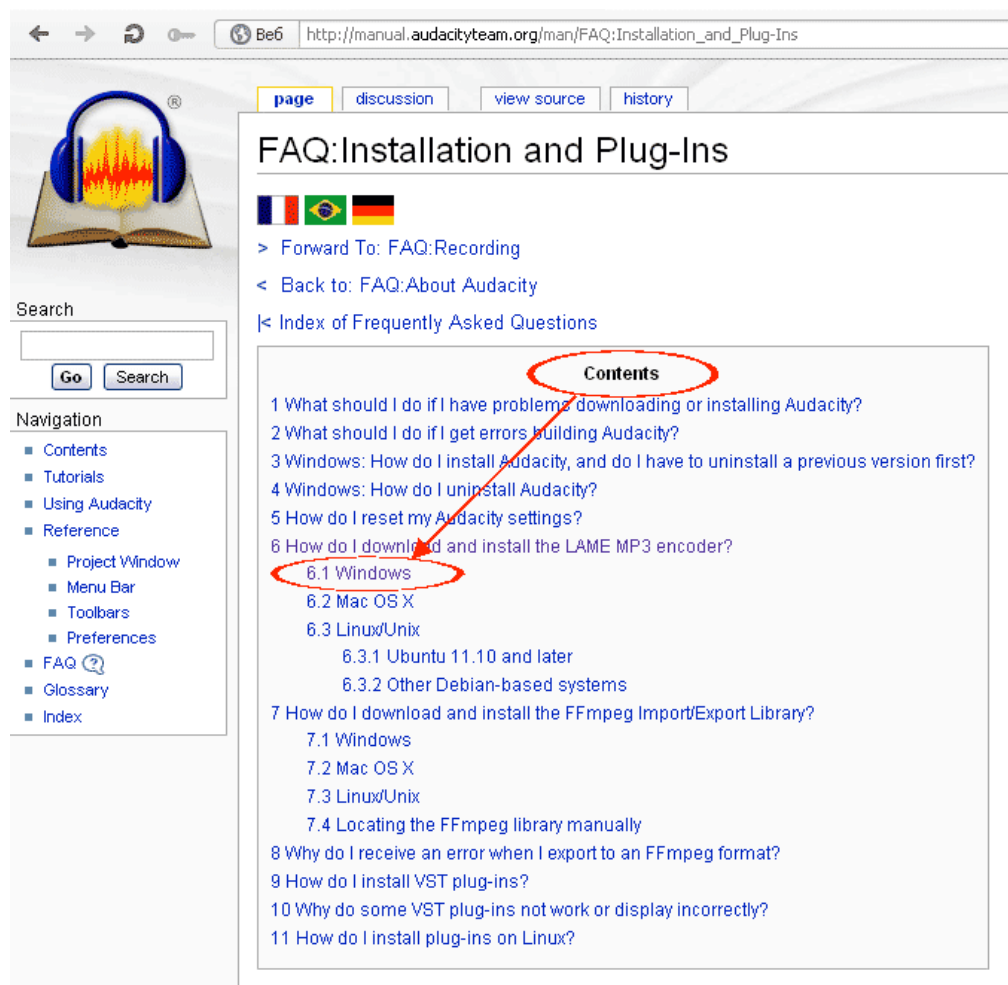 Веб http://manual.audacityteam.org/man/FAQ:Installation_and_Plug-Ins
®
page discussion view source history
FAQ:Installation and Plug-Ins
> Forward To: FAQ:Recording
< Back to: FAQ:About Audacity
|< Index of Frequently Asked Questions
Search
Go Search
Navigation
Contents
Tutorials
Using Audacity
Reference
Project Window
Menu Bar
Toolbars
Preferences
FAQ ?
Glossary
Index
Contents
1 What should I do if I have problems downloading or installing Audacity?
2 What should I do if I get errors building Audacity?
3 Windows: How do I install Audacity, and do I have to uninstall a previous version first?
4 Windows: How do I uninstall Audacity?
5 How do I reset my Audacity settings?
6 How do I download and install the LAME MP3 encoder?
6.1 Windows
6.2 Mac OS X
6.3 Linux/Unix
6.3.1 Ubuntu 11.10 and later
6.3.2 Other Debian-based systems
7 How do I download and install the FFmpeg Import/Export Library?
7.1 Windows
7.2 Mac OS X
7.3 Linux/Unix
7.4 Locating the FFmpeg library manually
8 Why do I receive an error when I export to an FFmpeg format?
9 How do I install VST plug-ins?
10 Why do some VST plug-ins not work or display incorrectly?
11 How do I install plug-ins on Linux?